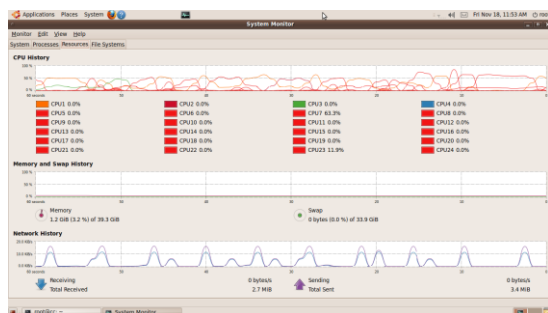 Applications Places System Fri Nov 18, 11:53 AM
System Monitor
Monitor Edit View Help
System Processes Resources File Systems
CPU History
100 %
50 %
0 %
60 seconds 50 40 30 20 10 0
CPU1 0.0% CPU2 0.0% CPU3 0.0% CPU4 0.0%
CPU5 0.0% CPU6 0.0% CPU7 63.3% CPU8 0.0%
CPU9 0.0% CPU10 0.0% CPU11 0.0% CPU12 0.0%
CPU13 0.0% CPU14 0.0% CPU15 0.0% CPU16 0.0%
CPU17 0.0% CPU18 0.0% CPU19 0.0% CPU20 0.0%
CPU21 0.0% CPU22 0.0% CPU23 11.9% CPU24 0.0%
Memory and Swap History
100 %
50 %
0 %
60 seconds 50 40 30 20 10 0
Memory Swap
1.2 GiB (3.2 %) of 39.3 GiB 0 bytes (0.0 %) of 33.9 GiB
Network History
60 seconds 50 40 30 20 10 0
Receiving 0 bytes/s Sending 0 bytes/s
Total Received 2.7 MiB Total Sent 3.4 MiB
System Monitor